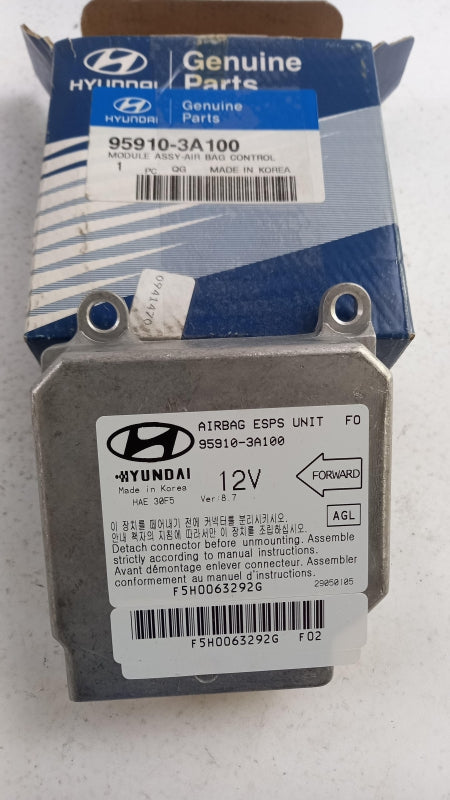 HYUNDAI
Genuine
Parts
HYUNDAI
Genuine
Parts
95910-3A100
MODULE ASSY-AIR BAG CONTROL
1 PC QG MADE IN KOREA
0941470
AIRBAG ESPS UNIT F0
95910-3A100
HYUNDAI
Made in Korea
HAE 30F5
12V
Ver:8.7
FORWARD
AGL
이 장치를 떼어내기 전에 커넥터를 분리시키시오.
안내 책자의 지침에 따라서만 이 장치를 조립하십시오.
Detach connector before unmounting. Assemble
strictly according to manual instructions.
Avant démontage enlever connecteur. Assembler
conformement au manuel d'instructions.
F5H0063292G
29050105
F5H0063292G F02